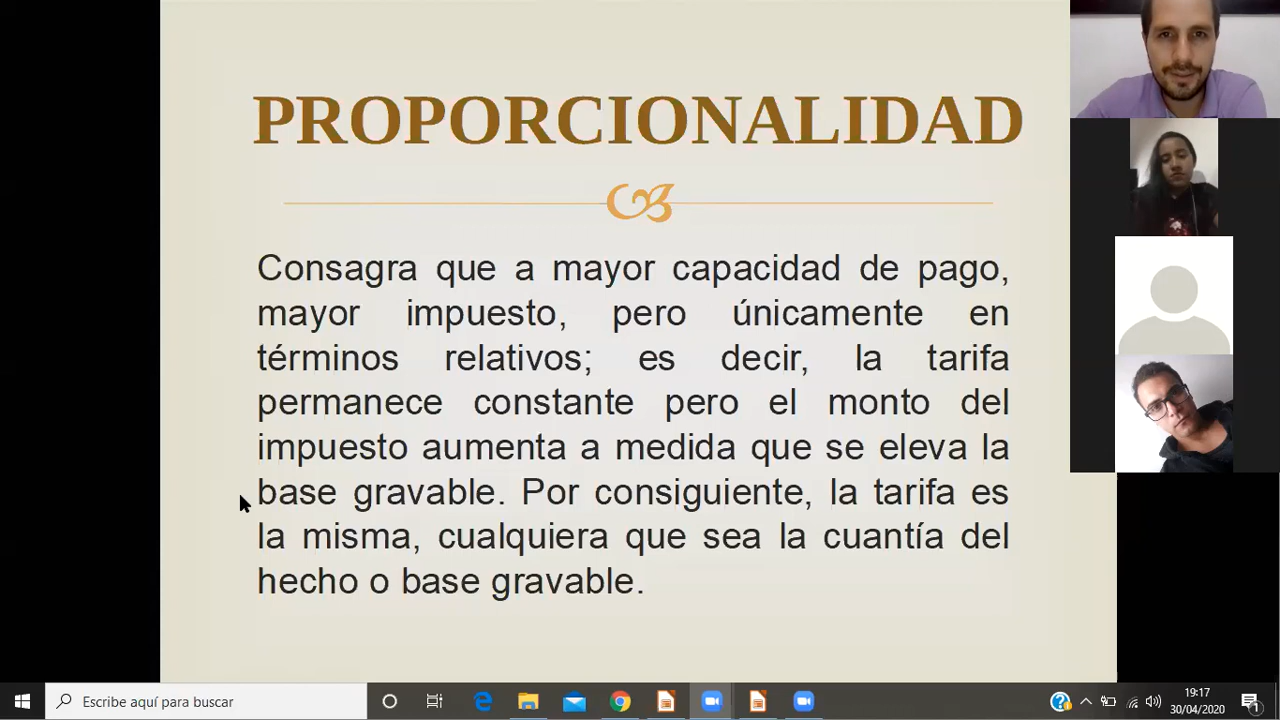 PROPORCIONALIDAD
Consagra que a mayor capacidad de pago,
mayor impuesto, pero únicamente en
términos relativos; es decir, la tarifa
permanece constante pero el monto del
impuesto aumenta a medida que se eleva la
base gravable. Por consiguiente, la tarifa es
la misma, cualquiera que sea la cuantía del
hecho o base gravable.
Escribe aquí para buscar
19:17
30/04/2020
1